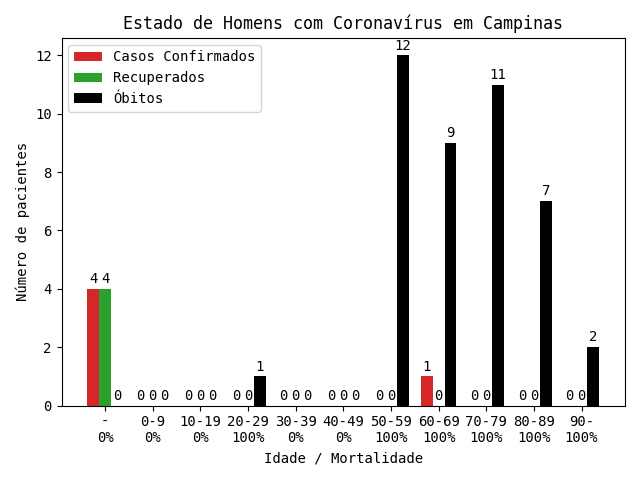 Estado de Homens com Coronavírus em Campinas
Casos Confirmados
Recuperados
Óbitos
Número de pacientes
12
10
8
6
4
2
0
4 4 0
0 0 0
0 0 0
0 0 1
0 0 0
0 0 0
0 0 12
1 0 9
0 0 11
0 0 7
0 0 2
- 0-9 10-19 20-29 30-39 40-49 50-59 60-69 70-79 80-89 90-
0% 0% 0% 100% 0% 0% 100% 100% 100% 100% 100%
Idade / Mortalidade